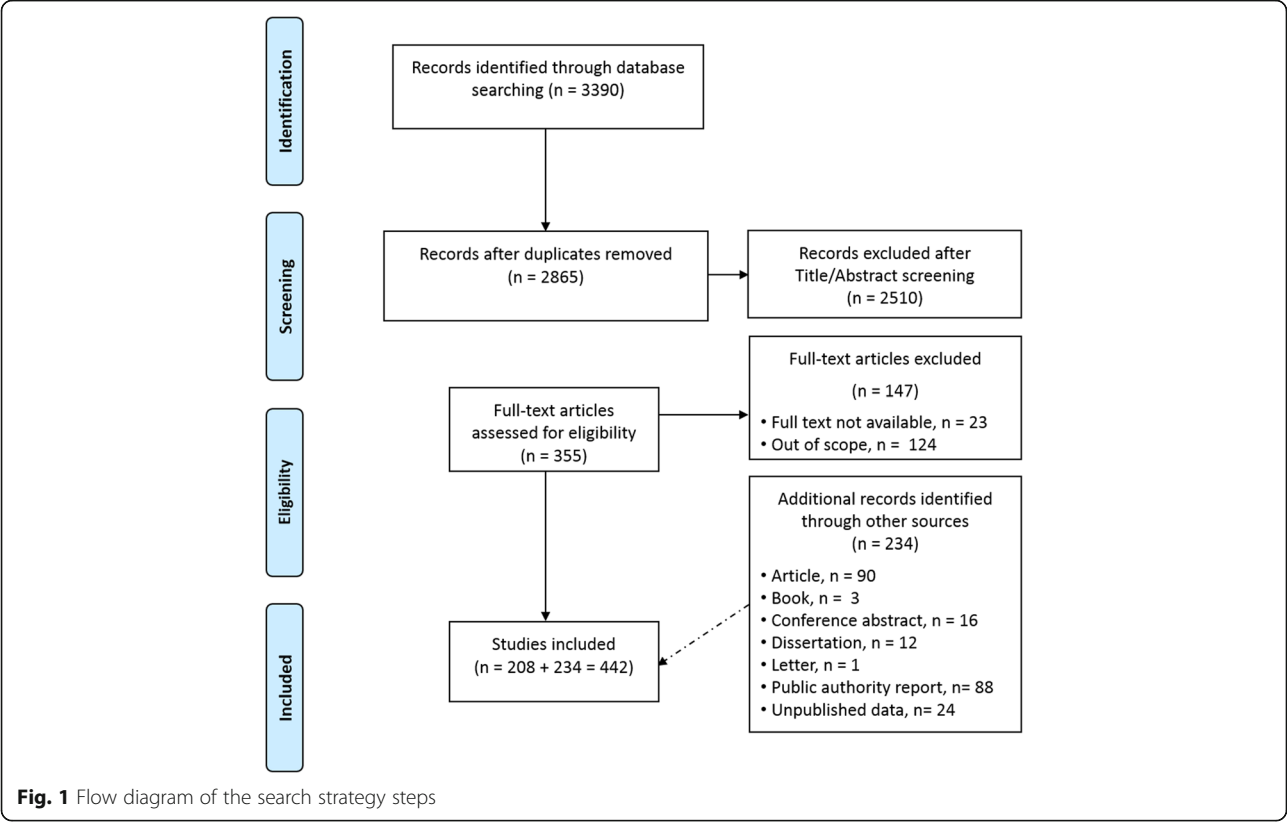 Identification
Records identified through database
searching (n = 3390)
Screening
Records after duplicates removed
(n = 2865)
Records excluded after
Title/Abstract screening
(n = 2510)
Eligibility
Full-text articles
assessed for eligibility
(n = 355)
Full-text articles excluded
(n = 147)
• Full text not available, n = 23
• Out of scope, n =  124
Additional records identified
through other sources
(n = 234)
• Article, n = 90
• Book, n =  3
• Conference abstract, n = 16
• Dissertation, n = 12
• Letter, n = 1
• Public authority report, n= 88
• Unpublished data, n= 24
Included
Studies included
(n = 208 + 234 = 442)
Fig. 1 Flow diagram of the search strategy steps